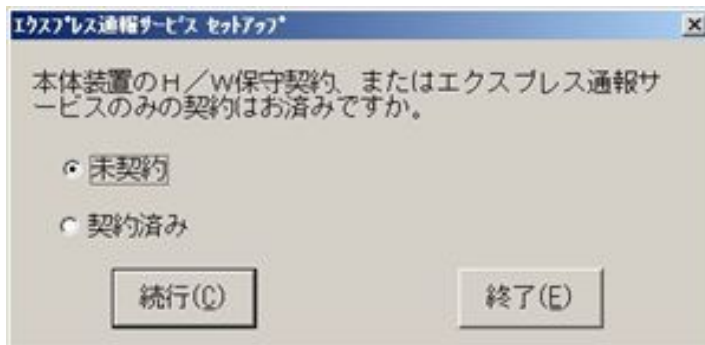 ｴｸｽﾌﾟﾚｽ通報ｻｰﾋﾞｽ ｾｯﾄｱｯﾌﾟ
本体装置のＨ／Ｗ保守契約、またはエクスプレス通報サ
ービスのみの契約はお済みですか。
未契約
契約済み
続行(C) 終了(E)